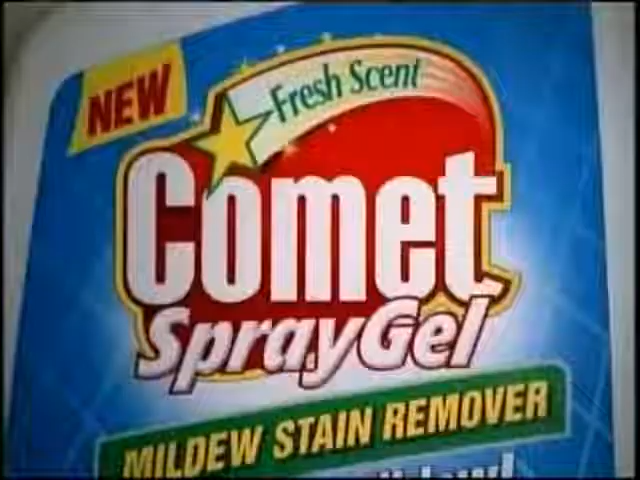 NEW
Fresh Scent
Comet
SprayGel
MILDEW STAIN REMOVER